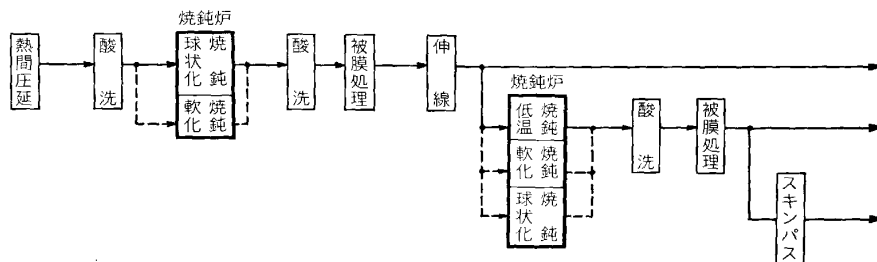 焼鈍炉
熱間圧延
酸洗
球状化焼鈍
軟化焼鈍
酸洗
被膜処理
伸線
焼鈍炉
低温焼鈍
軟化焼鈍
球状化焼鈍
酸洗
被膜処理
スキンパス